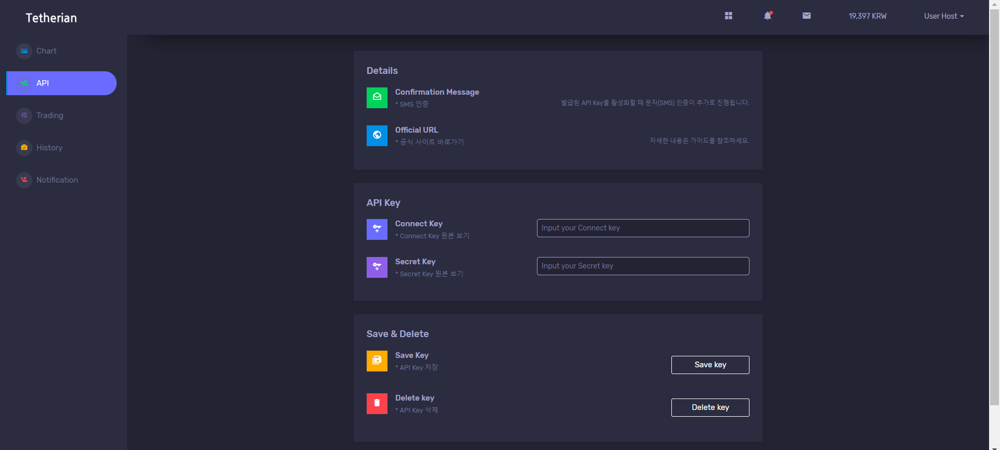 Tetherian
19,397 KRW
User Host
Chart
API
Trading
History
Notification
Details
Confirmation Message
* SMS 인증
발급된 API Key를 활성화할 때 문자(SMS) 인증이 추가로 진행됩니다.
Official URL
* 공식 사이트 바로가기
자세한 내용은 가이드를 참조하세요.
API Key
Connect Key
* Connect Key 원본 보기
Input your Connect key
Secret Key
* Secret Key 원본 보기
Input your Secret key
Save & Delete
Save Key
* API Key 저장
Save key
Delete key
* API Key 삭제
Delete key